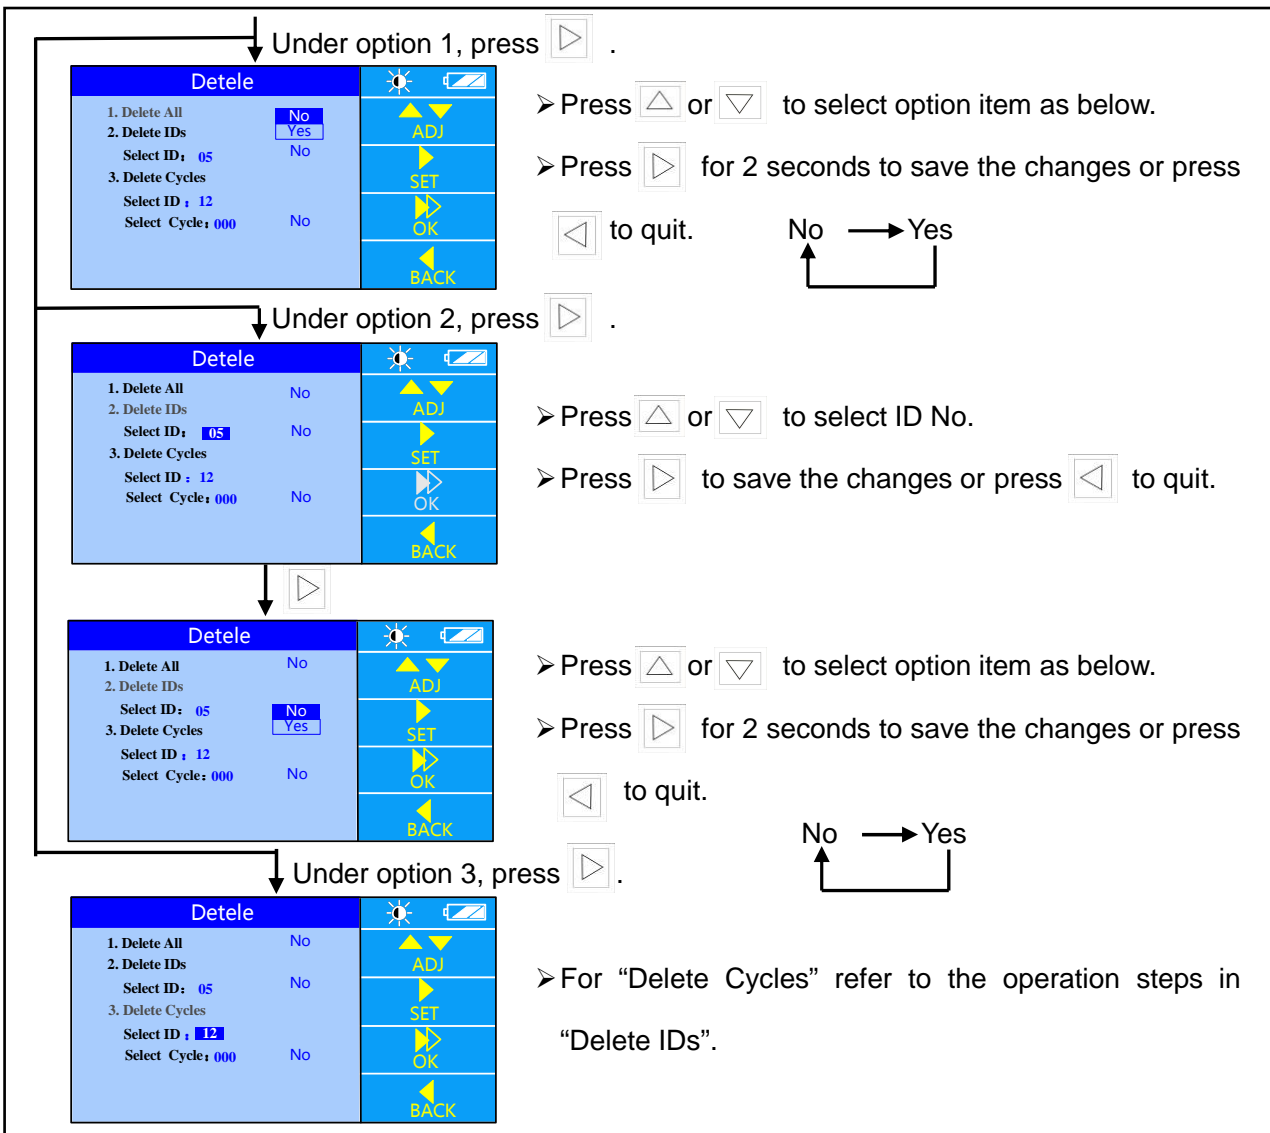 Under option 1, press .
Detele
1. Delete All No
2. Delete IDs Yes
Select ID: 05 No
3. Delete Cycles
Select ID : 12
Select Cycle: 000 No
ADJ
SET
OK
BACK
Press or to select option item as below.
Press for 2 seconds to save the changes or press
to quit.
No Yes
Under option 2, press .
Detele
1. Delete All No
2. Delete IDs
Select ID: 05 No
3. Delete Cycles
Select ID : 12
Select Cycle: 000 No
ADJ
SET
OK
BACK
Press or to select ID No.
Press to save the changes or press to quit.
Detele
1. Delete All No
2. Delete IDs
Select ID: 05 No
3. Delete Cycles Yes
Select ID : 12
Select Cycle: 000 No
ADJ
SET
OK
BACK
Press or to select option item as below.
Press for 2 seconds to save the changes or press
to quit.
No Yes
Under option 3, press .
Detele
1. Delete All No
2. Delete IDs
Select ID: 05 No
3. Delete Cycles
Select ID : 12
Select Cycle: 000 No
ADJ
SET
OK
BACK
For “Delete Cycles” refer to the operation steps in
“Delete IDs”.